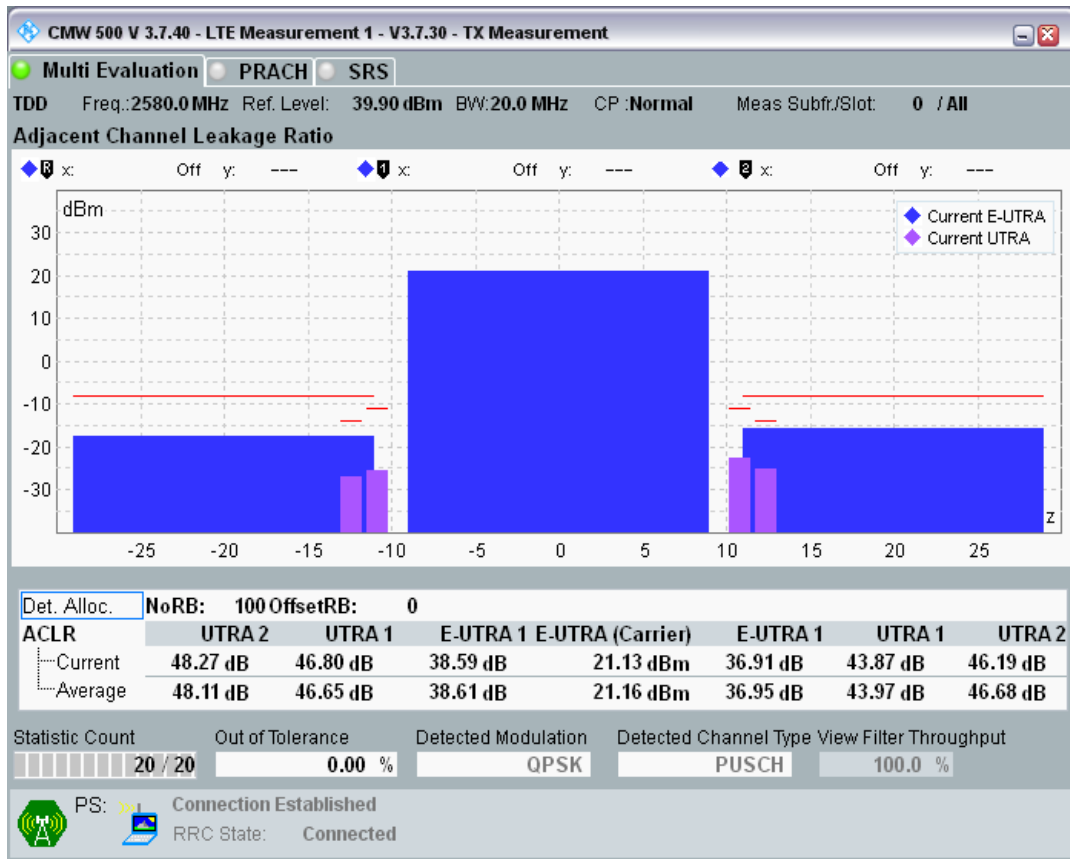 CMW 500 V 3.7.40 - LTE Measurement 1 - V3.7.30 - TX Measurement
Multi Evaluation PRACH SRS
TDD Freq.:2580.0 MHz Ref. Level: 39.90 dBm BW:20.0 MHz CP :Normal Meas Subfr./Slot: 0 / All
Adjacent Channel Leakage Ratio
R x: Off y: --- 1 x: Off y: --- 2 x: Off y: ---
dBm
Current E-UTRA
Current UTRA
30
20
10
0
-10
-20
-30
z
-25 -20 -15 -10 -5 0 5 10 15 20 25
Det. Alloc. NoRB: 100 OffsetRB: 0
ACLR UTRA 2 UTRA 1 E-UTRA 1 E-UTRA (Carrier) E-UTRA 1 UTRA 1 UTRA 2
Current 48.27 dB 46.80 dB 38.59 dB 21.13 dBm 36.91 dB 43.87 dB 46.19 dB
Average 48.11 dB 46.65 dB 38.61 dB 21.16 dBm 36.95 dB 43.97 dB 46.68 dB
Statistic Count Out of Tolerance Detected Modulation Detected Channel Type View Filter Throughput
20 / 20 0.00 % QPSK PUSCH 100.0 %
PS: Connection Established
RRC State: Connected